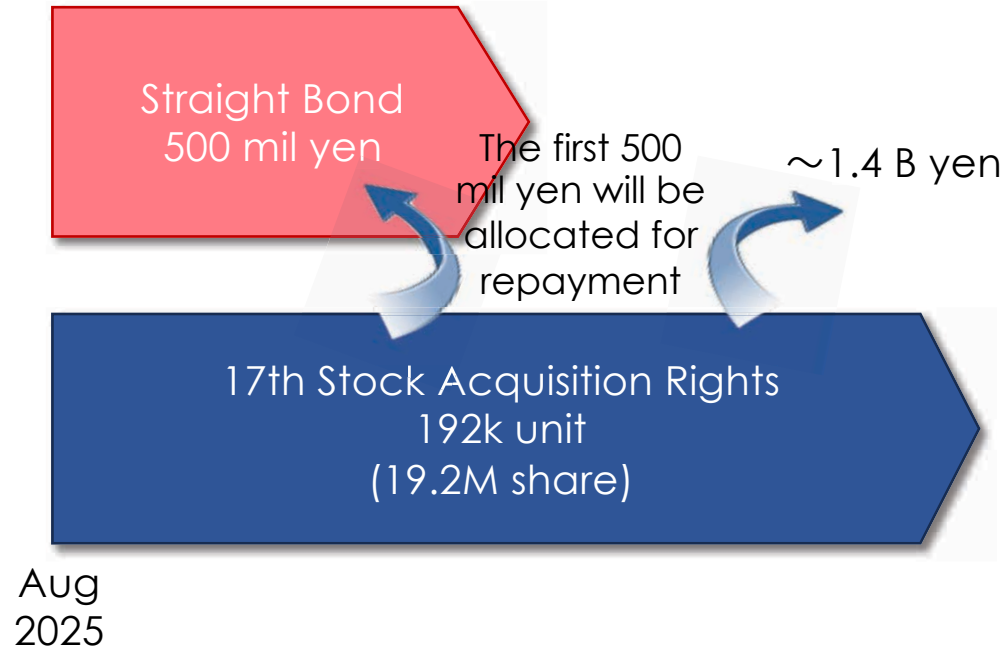 Straight Bond
500 mil yen
The first 500
mil yen will be
allocated for
repayment
～1.4 B yen
17th Stock Acquisition Rights
192k unit
(19.2M share)
Aug
2025